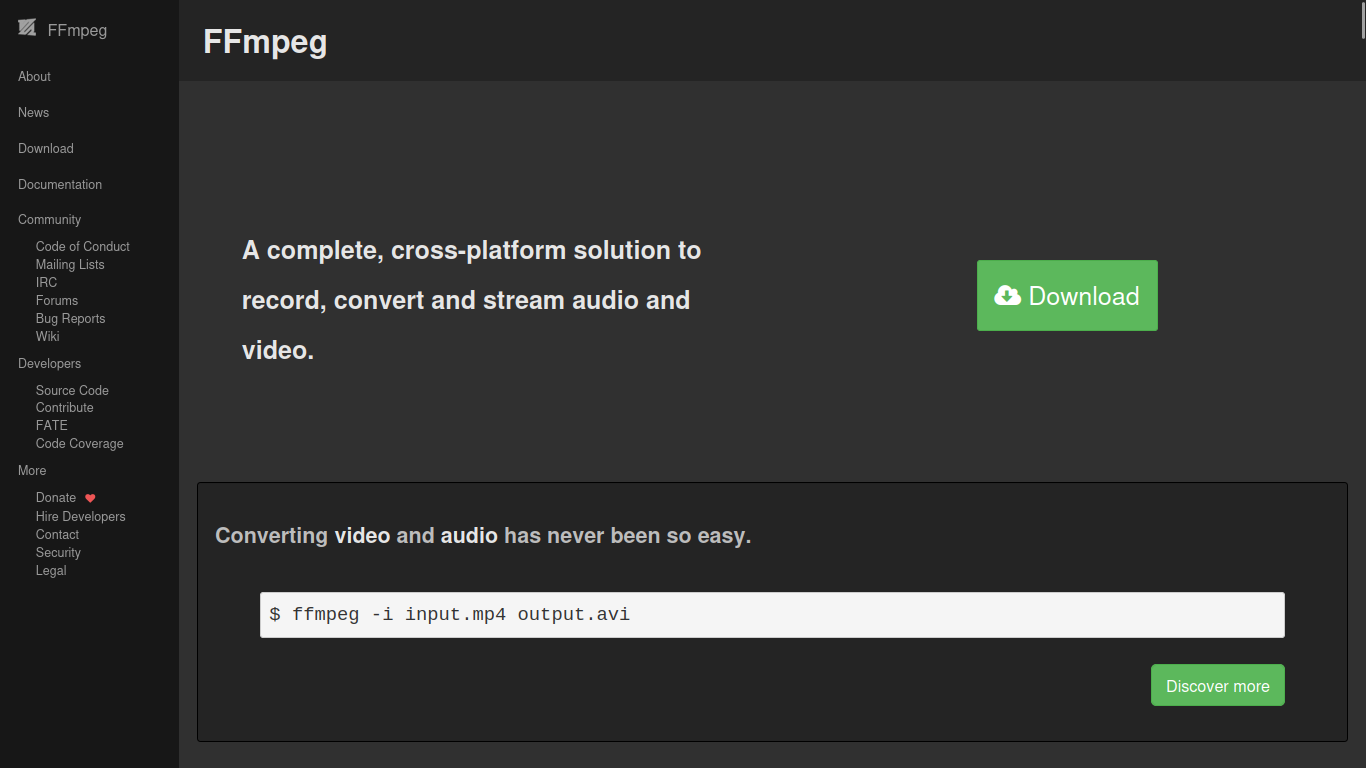 FFmpeg
About
News
Download
Documentation
Community
Code of Conduct
Mailing Lists
IRC
Forums
Bug Reports
Wiki
Developers
Source Code
Contribute
FATE
Code Coverage
More
Donate
Hire Developers
Contact
Security
Legal
FFmpeg
A complete, cross-platform solution to
record, convert and stream audio and
video.
Download
Converting video and audio has never been so easy.
$ ffmpeg -i input.mp4 output.avi
Discover more